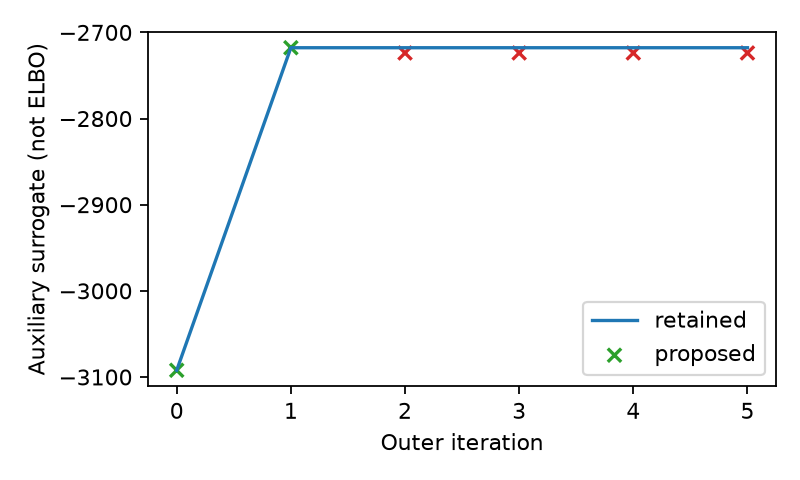 Auxiliary surrogate (not ELBO)
−2700
−2800
−2900
−3000
−3100
0 1 2 3 4 5
Outer iteration
retained
proposed